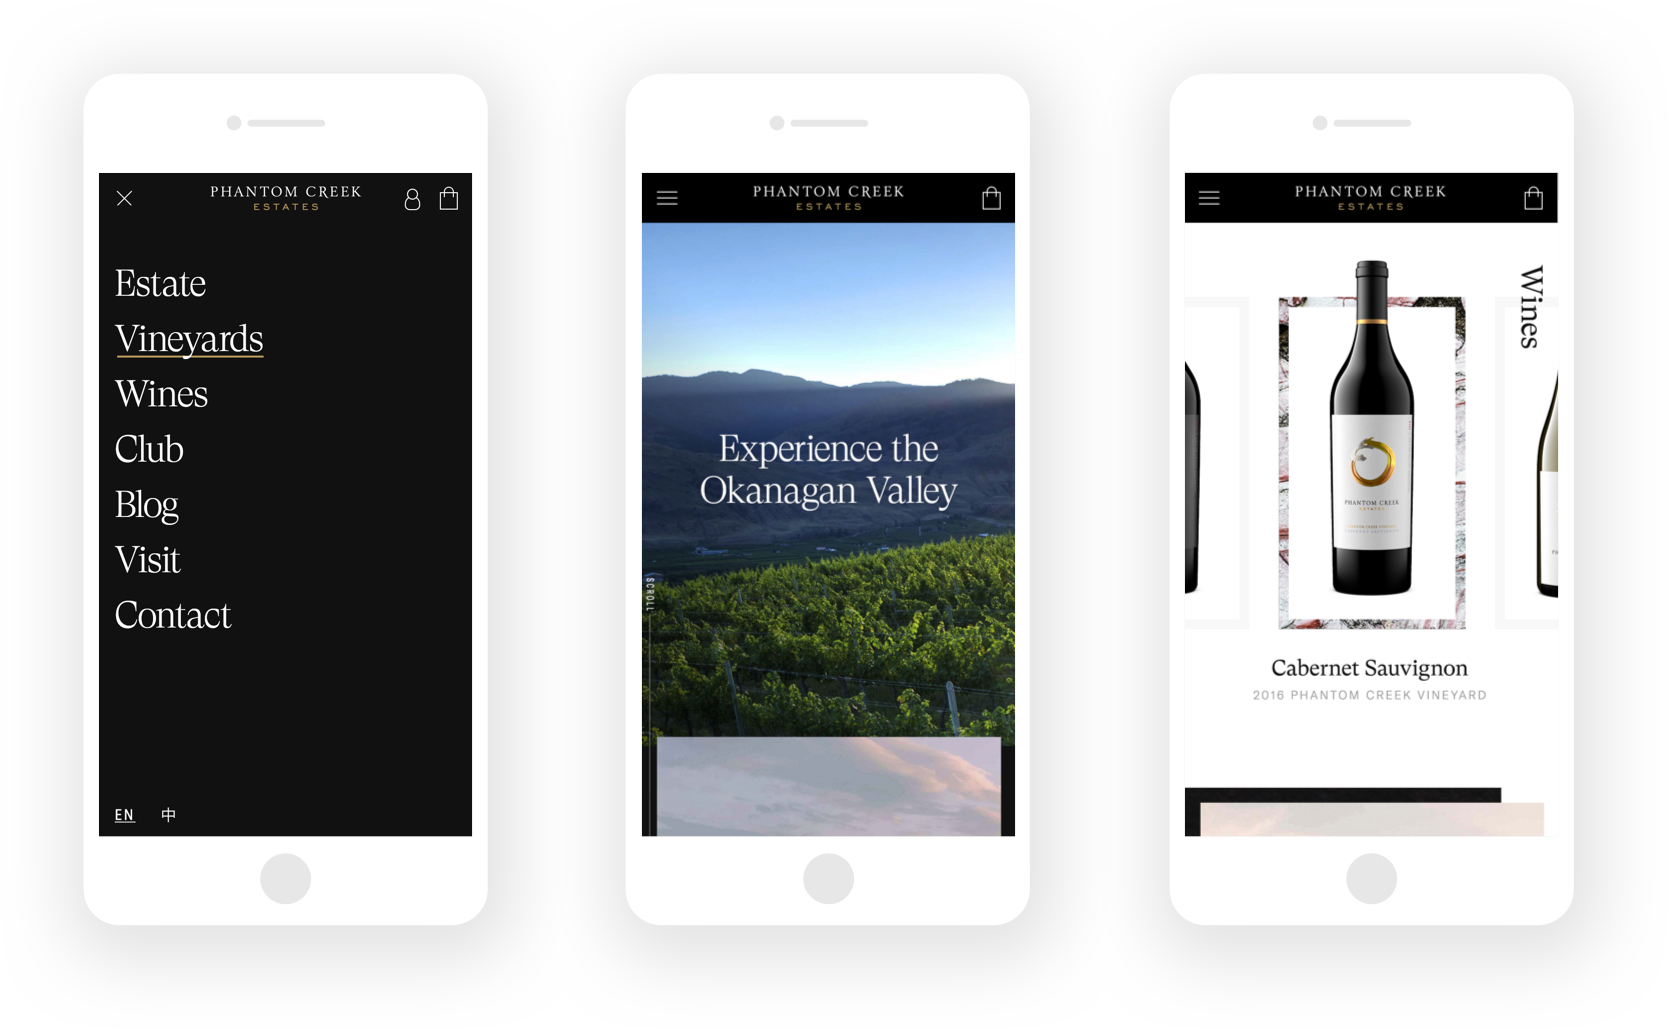 PHANTOM CREEK
ESTATES
Estate
Vineyards
Wines
Club
Blog
Visit
Contact
EN 中
PHANTOM CREEK
ESTATES
Experience the
Okanagan Valley
SCROLL
PHANTOM CREEK
ESTATES
Wines
PHANTOM CREEK
ESTATES
Cabernet Sauvignon
2016 PHANTOM CREEK VINEYARD